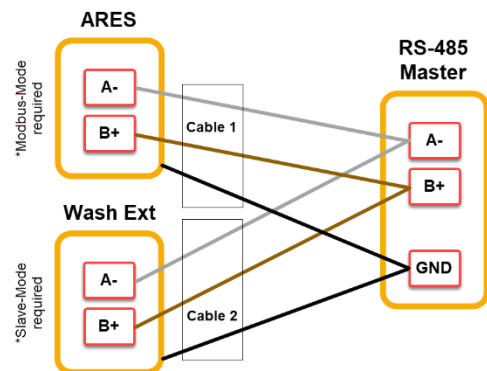 ARES
*Modbus-Mode
required
A-
B+
Cable 1
RS-485
Master
A-
B+
GND
Wash Ext
*Slave-Mode
required
A-
B+
Cable 2